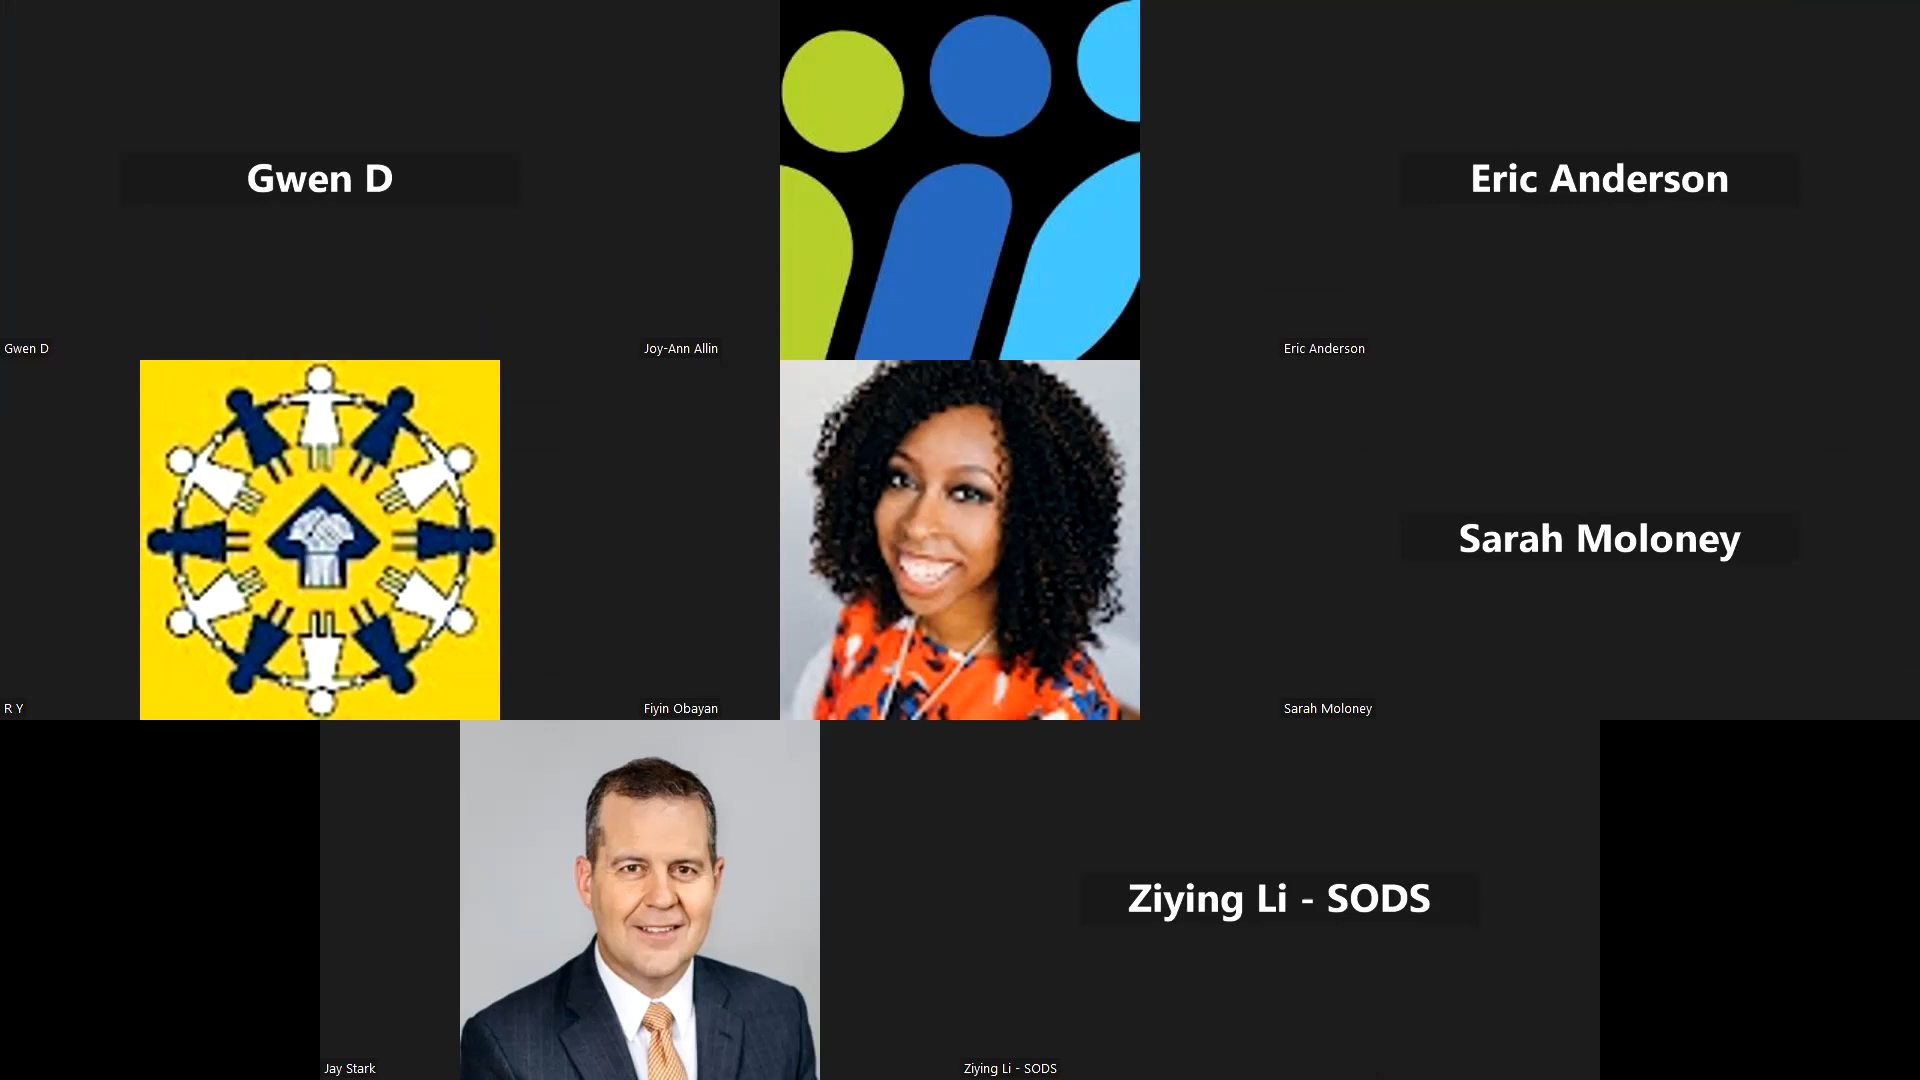 Gwen D
Eric Anderson
Gwen D
Joy-Ann Allin
Eric Anderson
Sarah Moloney
R Y
Fiyin Obayan
Sarah Moloney
Ziying Li - SODS
Jay Stark
Ziying Li - SODS